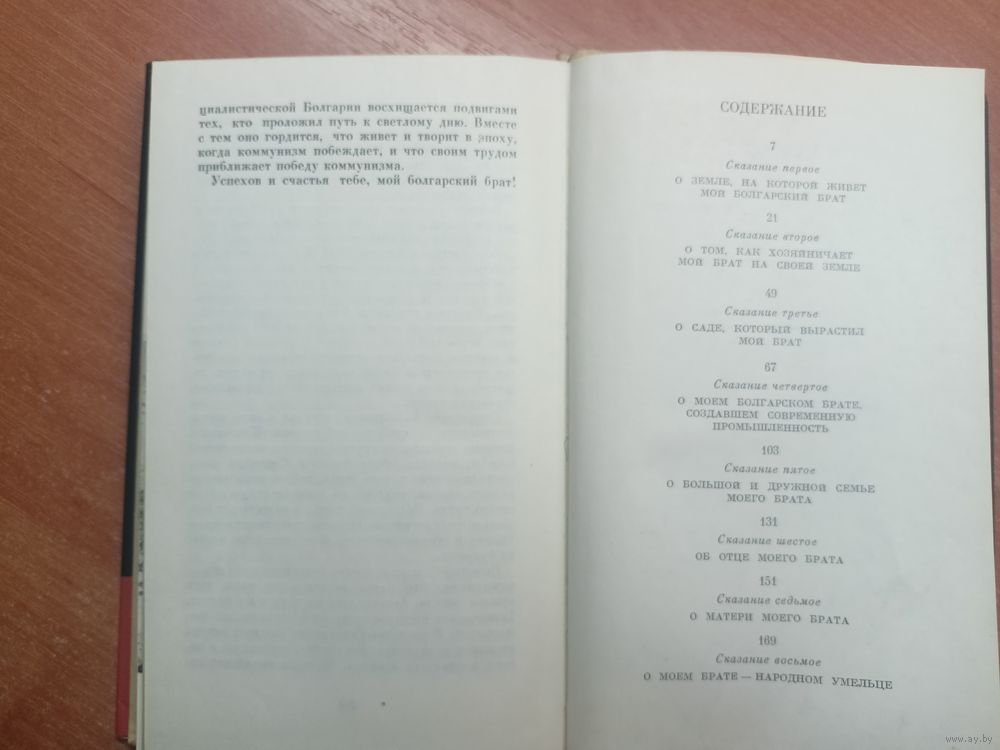 циалистической Болгарии восхищается подвигами
тех, кто проложил путь к светлому дню. Вместе
с тем оно гордится, что живет и творит в эпоху,
когда коммунизм побеждает, и что своим трудом
приближает победу коммунизма.
Успехов и счастья тебе, мой болгарский брат!
СОДЕРЖАНИЕ
7
Сказание первое
О ЗЕМЛЕ, НА КОТОРОЙ ЖИВЕТ
МОЙ БОЛГАРСКИЙ БРАТ
21
Сказание второе
О ТОМ, КАК ХОЗЯЙНИЧАЕТ
МОЙ БРАТ НА СВОЕЙ ЗЕМЛЕ
49
Сказание третье
О САДЕ, КОТОРЫЙ ВЫРАСТИЛ
МОЙ БРАТ
67
Сказание четвертое
О МОЕМ БОЛГАРСКОМ БРАТЕ,
СОЗДАВШЕМ СОВРЕМЕННУЮ
ПРОМЫШЛЕННОСТЬ
103
Сказание пятое
О БОЛЬШОЙ И ДРУЖНОЙ СЕМЬЕ
МОЕГО БРАТА
131
Сказание шестое
ОБ ОТЦЕ МОЕГО БРАТА
151
Сказание седьмое
О МАТЕРИ МОЕГО БРАТА
169
Сказание восьмое
О МОЕМ БРАТЕ — НАРОДНОМ УМЕЛЬЦЕ
www.ay.by